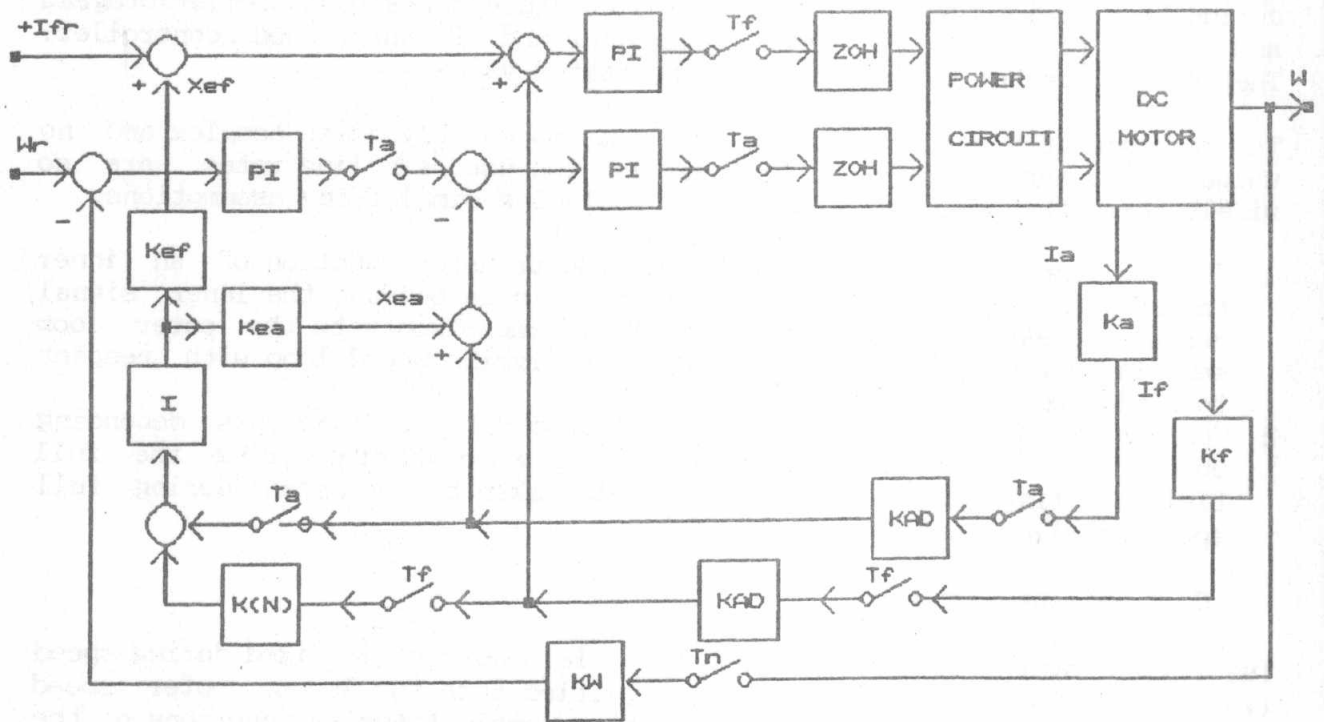 +Ifr
+
Xef
+
PI
Tf
ZOH
POWER
CIRCUIT
DC
MOTOR
W
Wr
-
PI
Ta
-
PI
Ta
ZOH
Kef
Xea
Kea
+
I
Ia
Ka
If
Kf
Ta
KAD
Ta
K(N)
Tf
KAD
Tf
KW
Tn